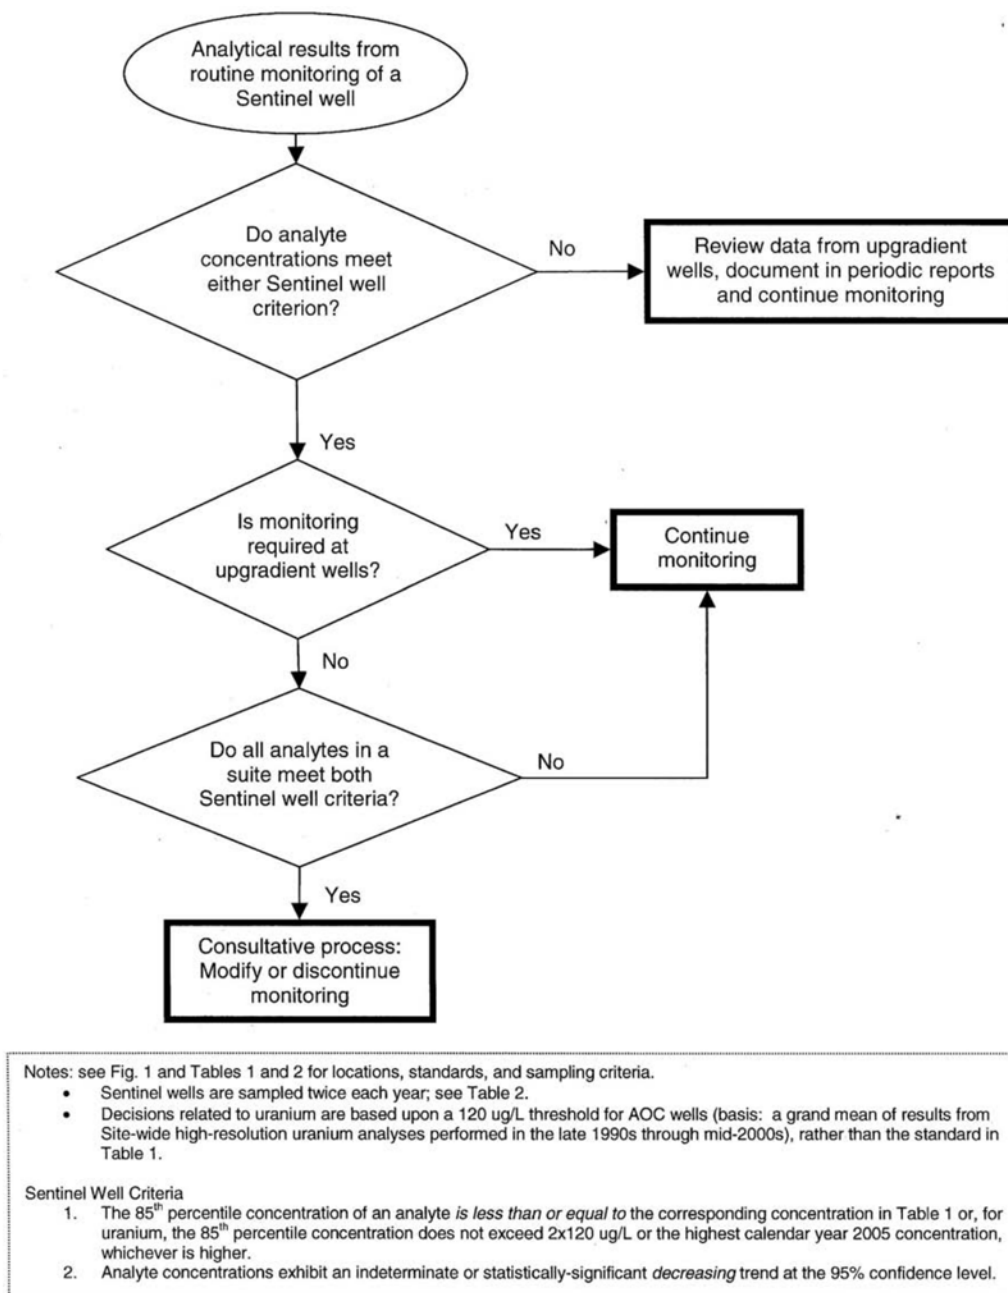 Analytical results from
routine monitoring of a
Sentinel well
Do analyte
concentrations meet
either Sentinel well
criterion?
No
Review data from upgradient
wells, document in periodic reports
and continue monitoring
Yes
Is monitoring
required at
upgradient wells?
Yes
Continue
monitoring
No
Do all analytes in a
suite meet both
Sentinel well criteria?
No
Yes
Consultative process:
Modify or discontinue
monitoring
Notes: see Fig. 1 and Tables 1 and 2 for locations, standards, and sampling criteria.
• Sentinel wells are sampled twice each year; see Table 2.
• Decisions related to uranium are based upon a 120 ug/L threshold for AOC wells (basis: a grand mean of results from
Site-wide high-resolution uranium analyses performed in the late 1990s through mid-2000s), rather than the standard in
Table 1.
Sentinel Well Criteria
1. The 85th percentile concentration of an analyte is less than or equal to the corresponding concentration in Table 1 or, for
uranium, the 85th percentile concentration does not exceed 2x120 ug/L or the highest calendar year 2005 concentration,
whichever is higher.
2. Analyte concentrations exhibit an indeterminate or statistically-significant decreasing trend at the 95% confidence level.